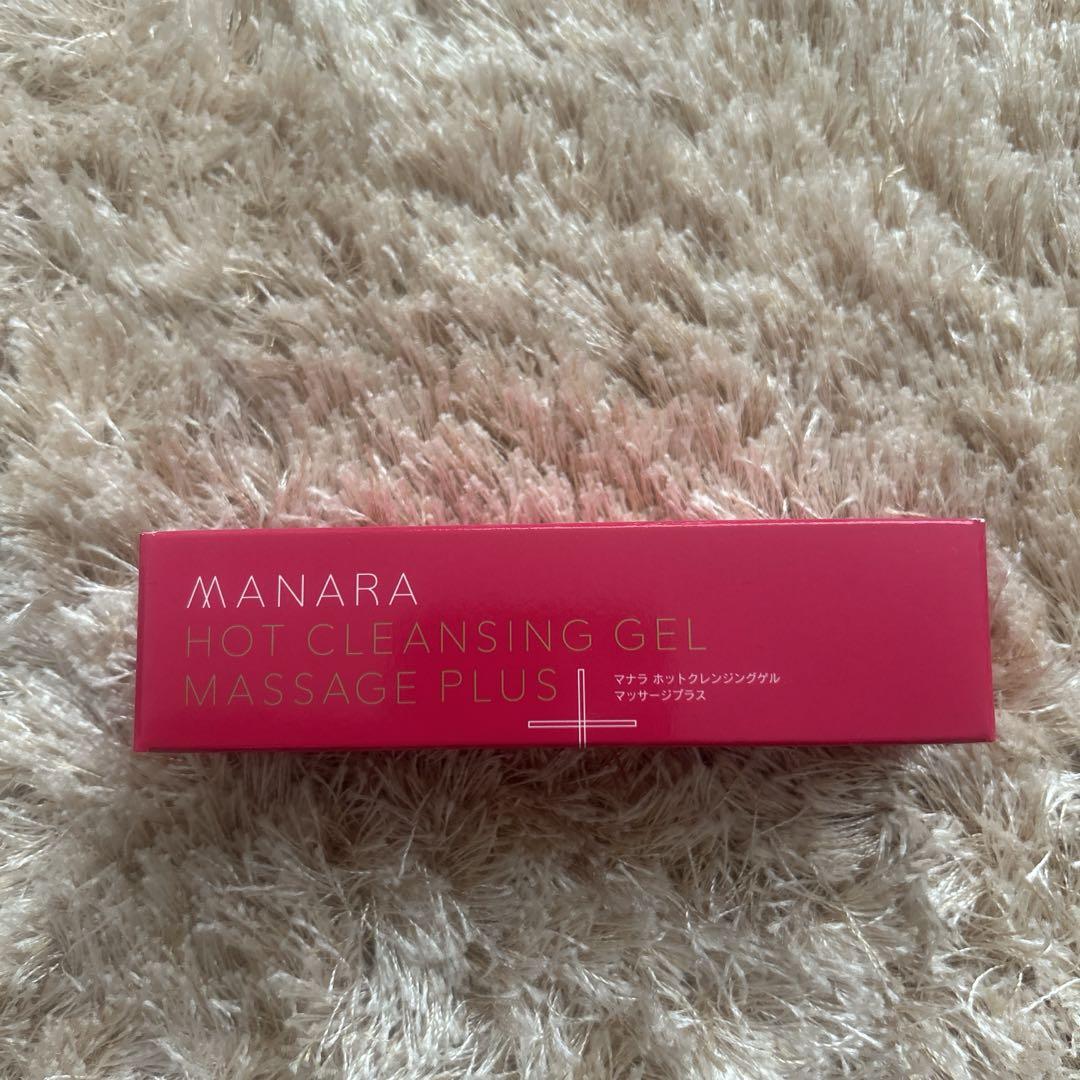 MANARA
HOT CLEANSING GEL
MASSAGE PLUS
マナラ ホットクレンジングゲル
マッサージプラス